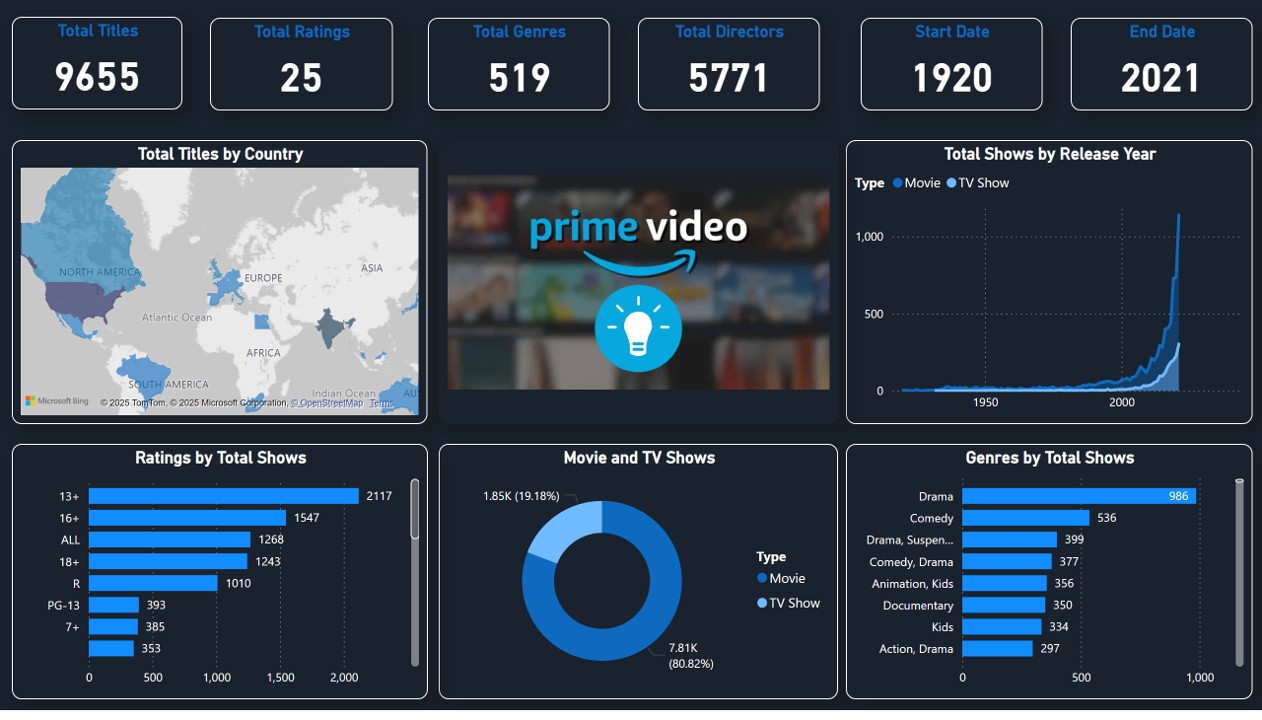 Total Titles
9655
Total Ratings
25
Total Genres
519
Total Directors
5771
Start Date
1920
End Date
2021
Total Titles by Country
NORTH AMERICA
EUROPE
ASIA
Atlantic Ocean
AFRICA
SOUTH AMERICA
Indian Ocean
AU
Microsoft Bing
© 2025 TomTom, © 2025 Microsoft Corporation, © OpenStreetMap Terms
prime video
Total Shows by Release Year
Type Movie TV Show
1,000
500
0
1950 2000
Ratings by Total Shows
13+ 2117
16+ 1547
ALL 1268
18+ 1243
R 1010
PG-13 393
7+ 385
353
0 500 1,000 1,500 2,000
Movie and TV Shows
1.85K (19.18%)
Type
Movie
TV Show
7.81K
(80.82%)
Genres by Total Shows
Drama 986
Comedy 536
Drama, Suspen... 399
Comedy, Drama 377
Animation, Kids 356
Documentary 350
Kids 334
Action, Drama 297
0 500 1,000